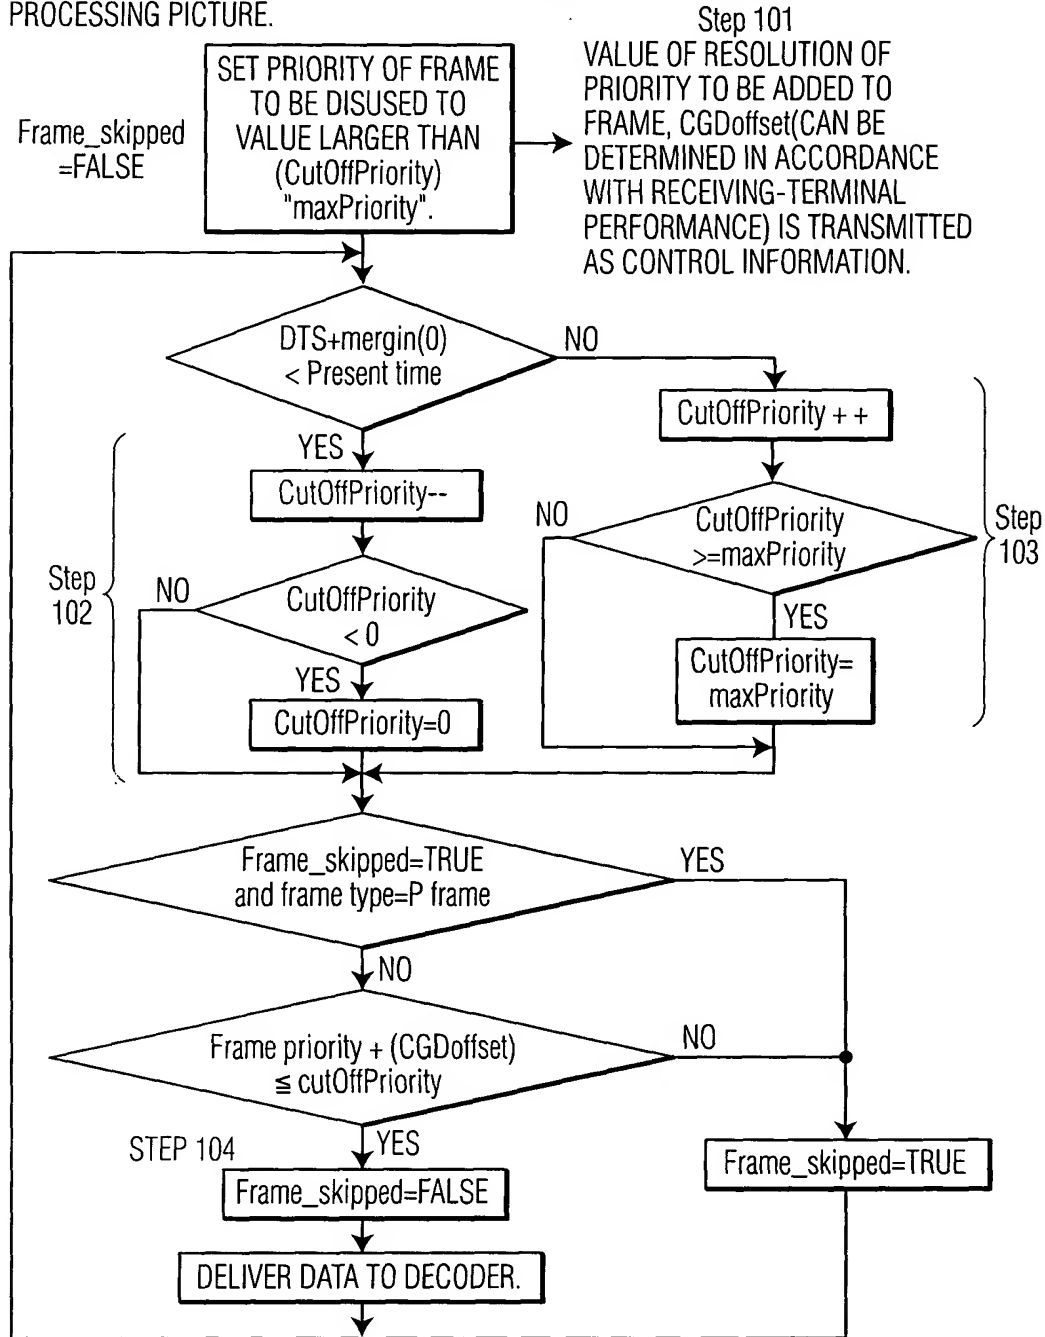 PROCESSING PICTURE.
Step 101
VALUE OF RESOLUTION OF
PRIORITY TO BE ADDED TO
FRAME, CGDoffset(CAN BE
DETERMINED IN ACCORDANCE
WITH RECEIVING-TERMINAL
PERFORMANCE) IS TRANSMITTED
AS CONTROL INFORMATION.
SET PRIORITY OF FRAME
TO BE DISUSED TO
VALUE LARGER THAN
(CutOffPriority)
"maxPriority".
Frame_skipped
=FALSE
DTS+mergin(0)
< Present time
NO
YES
CutOffPriority + +
CutOffPriority
>=maxPriority
NO
YES
CutOffPriority=
maxPriority
Step
103
CutOffPriority--
CutOffPriority
< 0
NO
YES
CutOffPriority=0
Step
102
Frame_skipped=TRUE
and frame type=P frame
YES
NO
Frame priority + (CGDoffset)
≦ cutOffPriority
NO
YES
STEP 104
Frame_skipped=FALSE
Frame_skipped=TRUE
DELIVER DATA TO DECODER.